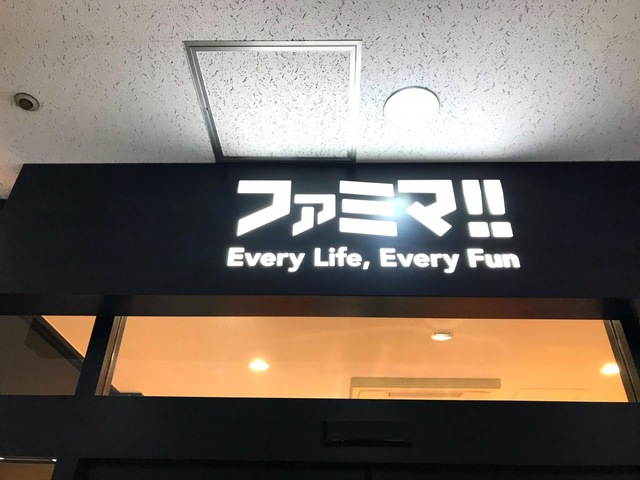 ファミマ!!
Every Life, Every Fun